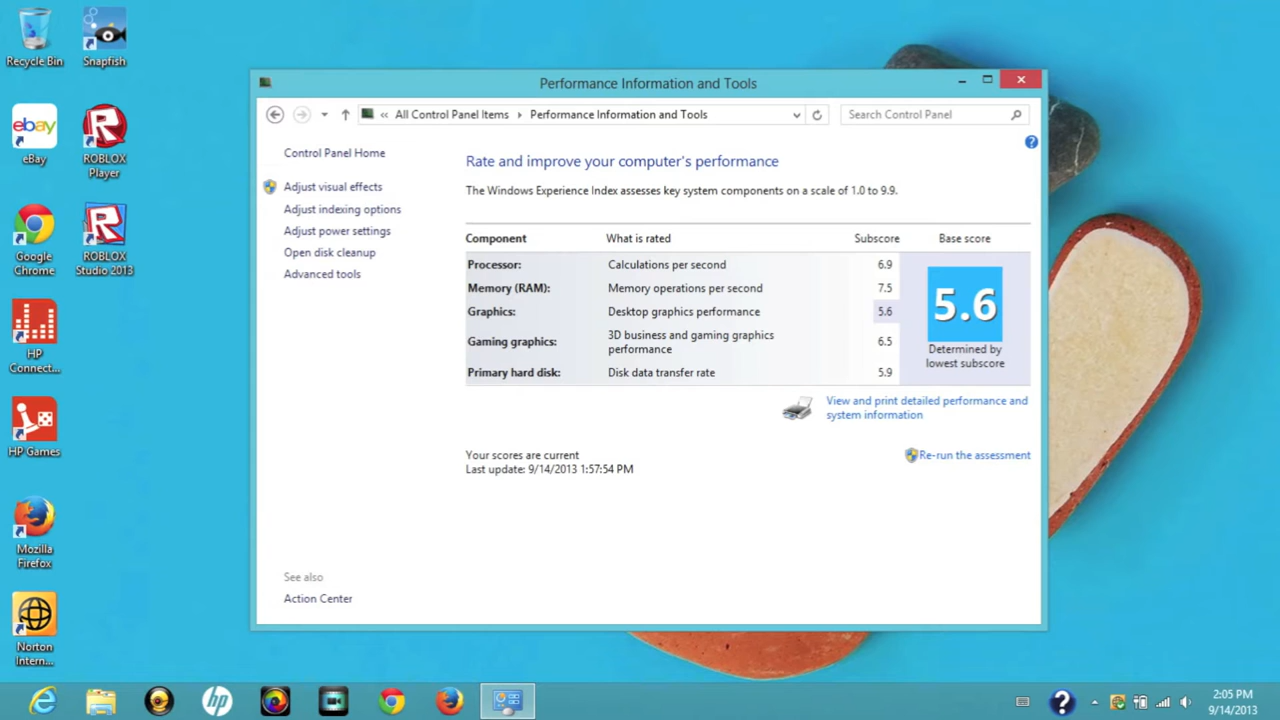 Recycle Bin
Snapfish
ebay
eBay
ROBLOX
Player
Google
Chrome
ROBLOX
Studio 2013
HP
Connect...
HP Games
Mozilla
Firefox
Norton
Intern...
Performance Information and Tools
« All Control Panel Items Performance Information and Tools
Search Control Panel
Control Panel Home
Adjust visual effects
Adjust indexing options
Adjust power settings
Open disk cleanup
Advanced tools
See also
Action Center
Rate and improve your computer's performance
The Windows Experience Index assesses key system components on a scale of 1.0 to 9.9.
Component What is rated Subscore Base score
Processor: Calculations per second 6.9
Memory (RAM): Memory operations per second 7.5
Graphics: Desktop graphics performance 5.6
Gaming graphics: 3D business and gaming graphics
performance 6.5
Primary hard disk: Disk data transfer rate 5.9
5.6
Determined by
lowest subscore
View and print detailed performance and
system information
Your scores are current
Last update: 9/14/2013 1:57:54 PM
Re-run the assessment
hp
2:05 PM
9/14/2013